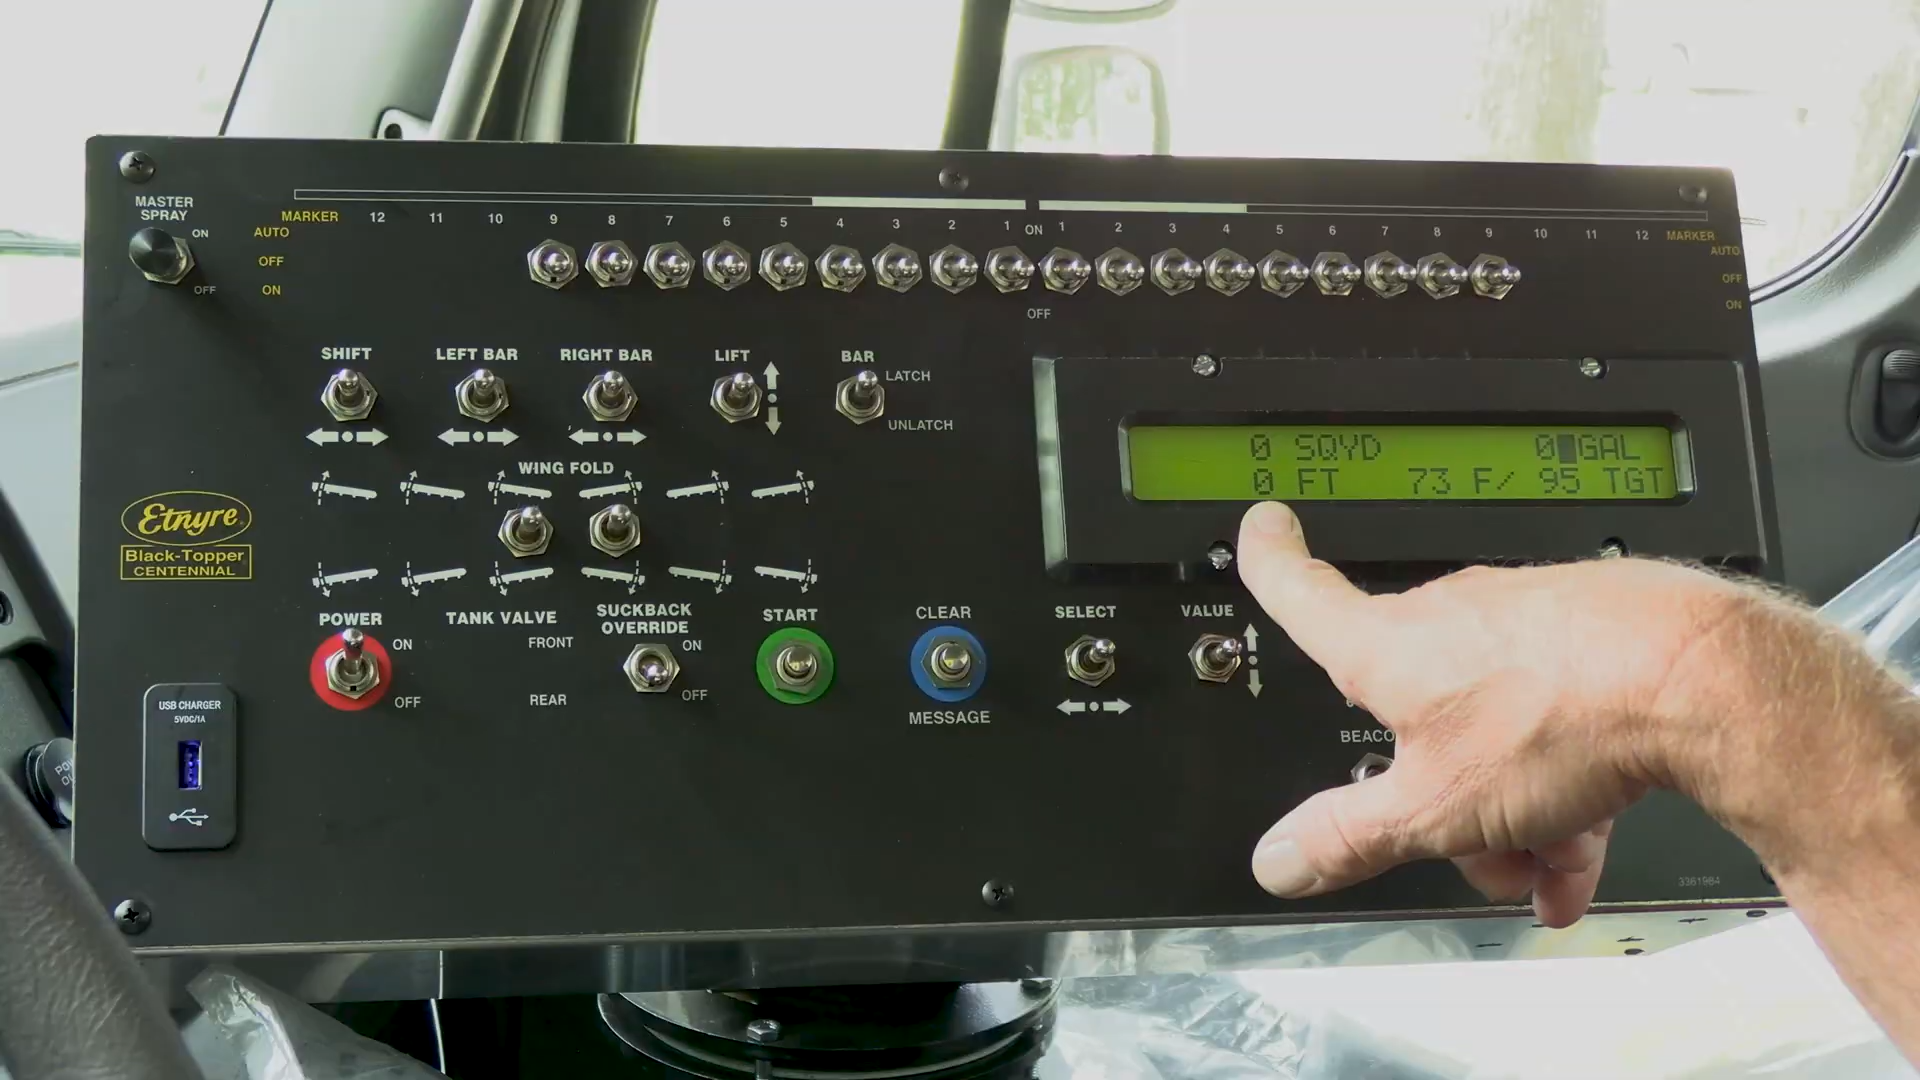 MASTER
SPRAY
ON
OFF
MARKER 12 11 10 9 8 7 6 5 4 3 2 1 ON 1 2 3 4 5 6 7 8 9 10 11 12 MARKER
AUTO
OFF
ON
OFF
AUTO
OFF
ON
SHIFT LEFT BAR RIGHT BAR LIFT BAR
LATCH
UNLATCH
WING FOLD
0 SQYD 0 GAL
0 FT 73 F/ 95 TGT
Etnyre
Black-Topper
CENTENNIAL
POWER
ON
OFF
TANK VALVE
FRONT
REAR
SUCKBACK
OVERRIDE
ON
OFF
START
CLEAR
MESSAGE
SELECT
VALUE
BEACO
USB CHARGER
5VDC/1A
3361984